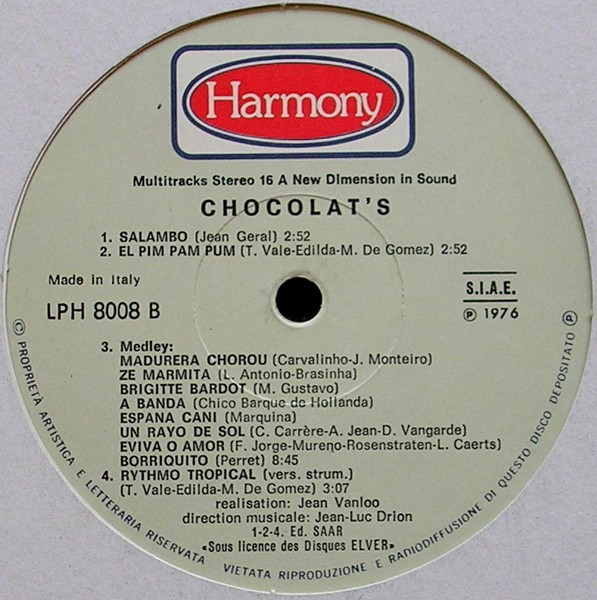 Harmony
Multitracks Stereo 16 A New Dimension in Sound
CHOCOLAT'S
1. SALAMBO (Jean Geral) 2:52
2. EL PIM PAM PUM (T. Vale-Edilda-M. De Gomez) 2:52
Made in Italy
LPH 8008 B
S.I.A.E.
Ⓟ 1976
3. Medley:
MADURERA CHOROU (Carvalinho-J. Monteiro)
ZE MARMITA (L. Antonio-Brasinha)
BRIGITTE BARDOT (M. Gustavo)
A BANDA (Chico Barque de Hollanda)
ESPANA CANI (Marquina)
UN RAYO DE SOL (C. Carrère-A. Jean-D. Vangarde)
EVIVA O AMOR (F. Jorge-Mureno-Rosenstraten-L. Caerts)
BORRIQUITO (Perret) 8:45
4. RYTHMO TROPICAL (vers. strum.)
(T. Vale-Edilda-M. De Gomez) 3:07
realisation: Jean Vanloo
direction musicale: Jean-Luc Drion
1-2-4. Ed. SAAR
«Sous licence des Disques ELVER»
© PROPRIETÀ ARTISTICA E LETTERARIA RISERVATA VIETATA RIPRODUZIONE E RADIODIFFUSIONE DI QUESTO DISCO DEPOSITATO Ⓟ